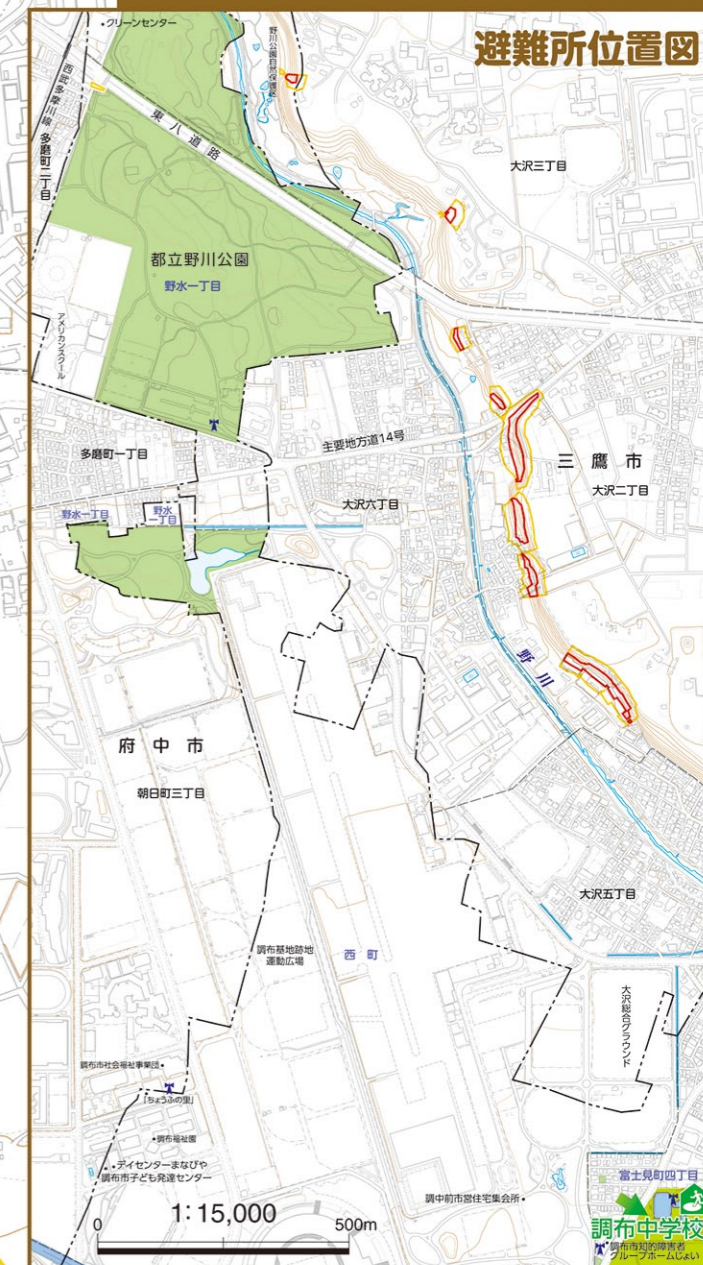 避難所位置図
クリーンセンター
西武多摩川線
多磨町二丁目
野川公園自然保護区
東八道路
大沢三丁目
都立野川公園
野水一丁目
アメリカンスクール
多磨町一丁目
主要地方道14号
三鷹市
大沢二丁目
野水一丁目
野水
一丁目
大沢六丁目
野川
府中市
朝日町三丁目
大沢五丁目
調布基地跡地
運動広場
西町
大沢総合グラウンド
調布市社会福祉事業団
「ちょうふの里」
調布福祉園
デイセンターまなびや
調布市子ども発達センター
富士見町四丁目
調中前市営住宅集会所
調布中学校
調布市知的障害者
グループホームじょい
1:15,000
0
500m